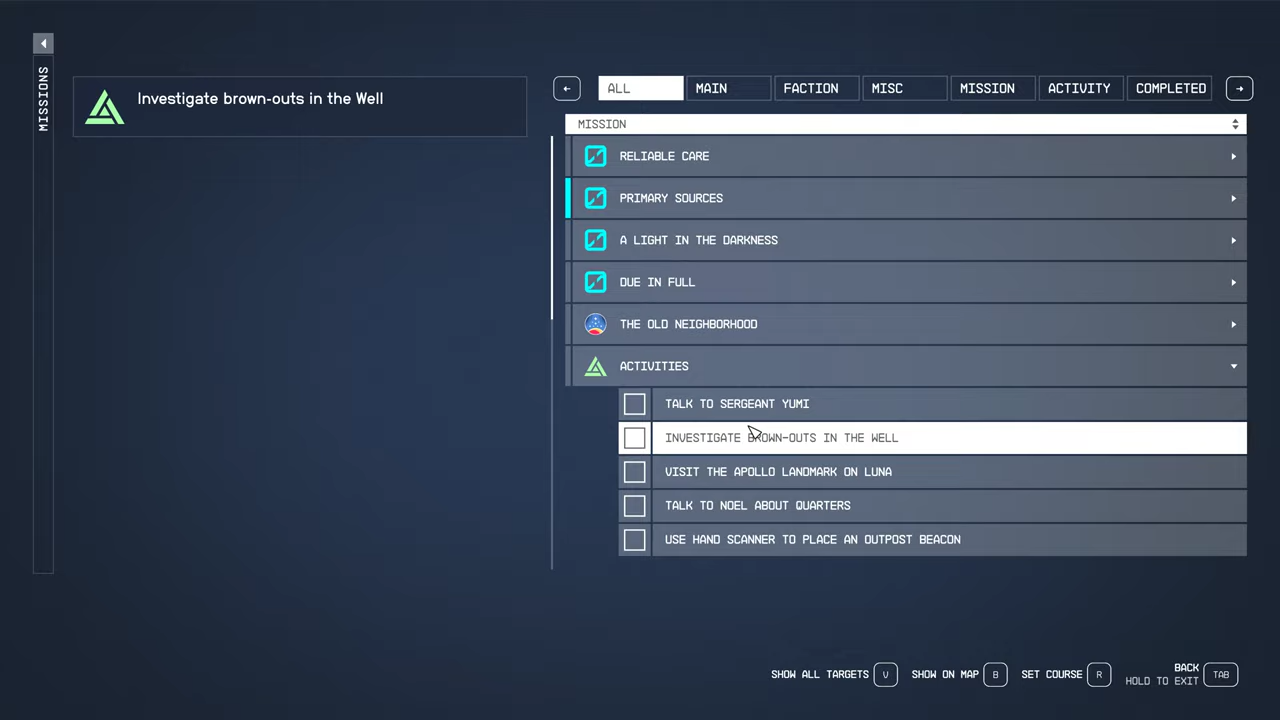 MISSIONS
Investigate brown-outs in the Well
ALL
MAIN
FACTION
MISC
MISSION
ACTIVITY
COMPLETED
MISSION
RELIABLE CARE
PRIMARY SOURCES
A LIGHT IN THE DARKNESS
DUE IN FULL
THE OLD NEIGHBORHOOD
ACTIVITIES
TALK TO SERGEANT YUMI
INVESTIGATE BROWN-OUTS IN THE WELL
VISIT THE APOLLO LANDMARK ON LUNA
TALK TO NOEL ABOUT QUARTERS
USE HAND SCANNER TO PLACE AN OUTPOST BEACON
SHOW ALL TARGETS V
SHOW ON MAP B
SET COURSE R
BACK
HOLD TO EXIT TAB